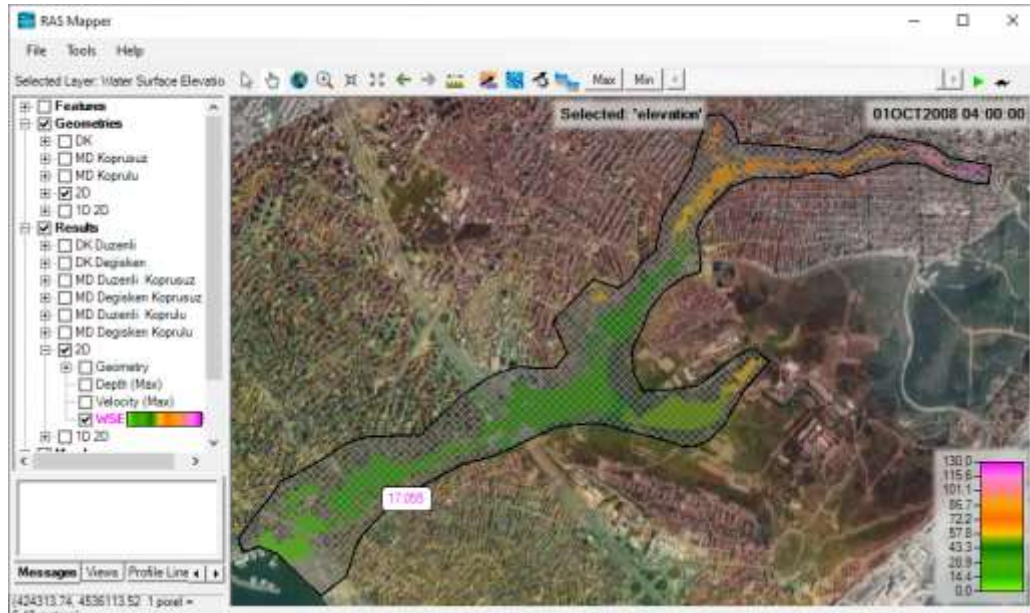 RAS Mapper
File Tools Help
Selected Layer: Water Surface Elevatio
Max Min
Features
Geometries
DK
MD Koprusuz
MD Koprulu
2D
1D 2D
Results
DK Duzenli
DK Degisken
MD Duzenli Koprusuz
MD Degisken Koprusuz
MD Duzenli Koprulu
MD Degisken Koprulu
2D
Geometry
Depth (Max)
Velocity (Max)
WSE
1D 2D
Messages Views Profile Line
(424313.74, 4536113.52 1 pixel =
Selected: 'elevation'
01OCT2008 04:00:00
17.055
130.0
115.6
101.1
86.7
72.2
57.8
43.3
28.9
14.4
0.0